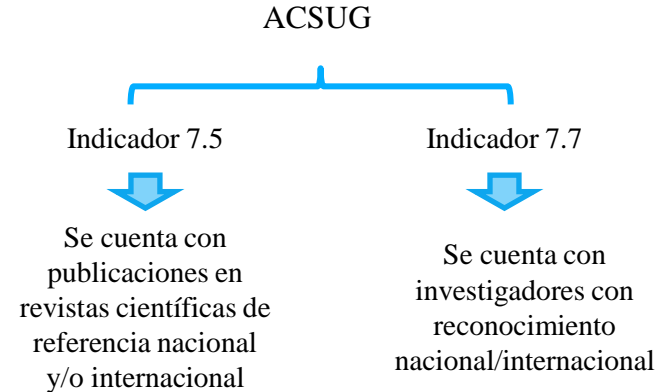 ACSUG
Indicador 7.5
Indicador 7.7
Se cuenta con
publicaciones en
revistas científicas de
referencia nacional
y/o internacional
Se cuenta con
investigadores con
reconocimiento
nacional/internacional